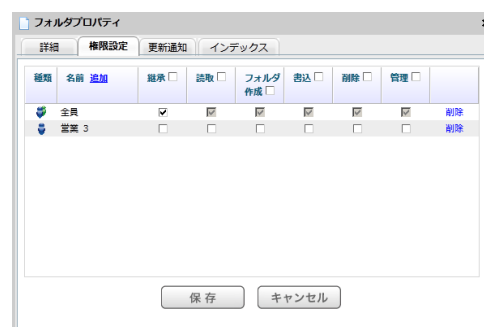 フォルダプロパティ
詳細 権限設定 更新通知 インデックス
種類 名前 追加 継承 読取 フォルダ作成 書込 削除 管理
全員 削除
営業 3 削除
保存 キャンセル